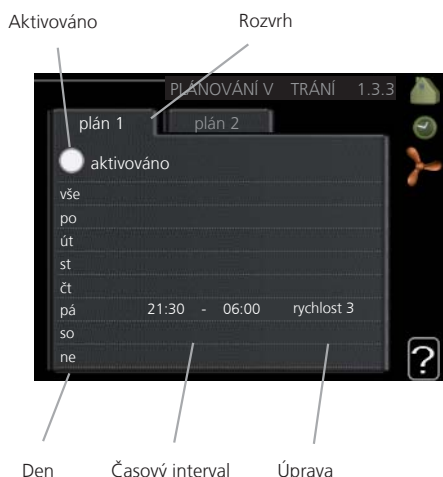 Aktivováno Rozvrh
PLÁNOVÁNÍ V TRÁNÍ 1.3.3
plán 1 plán 2
aktivováno
vše
po
út
st
čt
pá 21:30 - 06:00 rychlost 3
so
ne
?
Den Časový interval Úprava